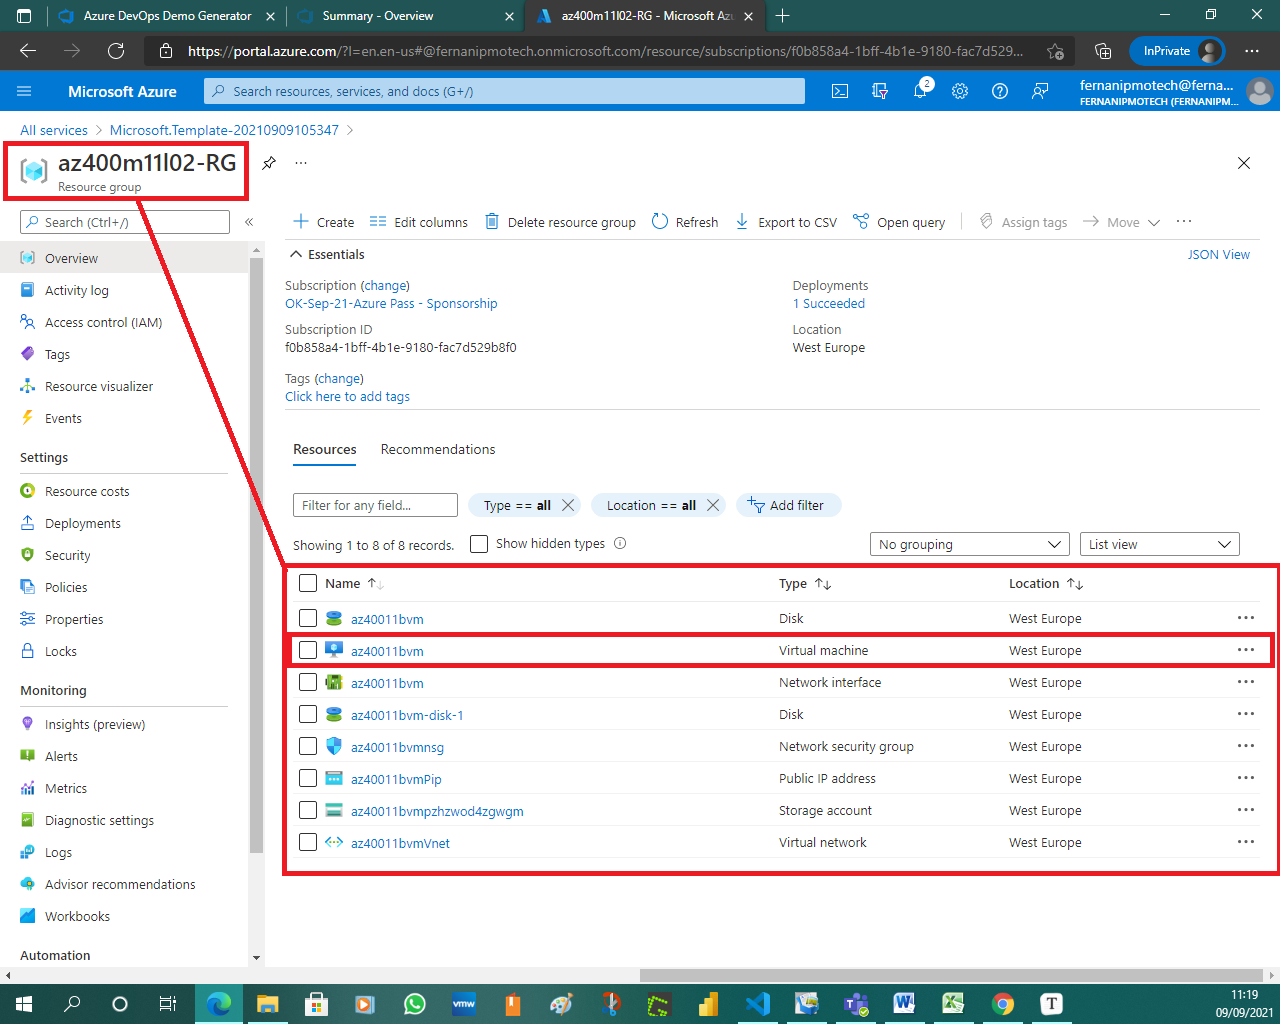 Azure DevOps Demo Generator
Summary - Overview
az400m11l02-RG - Microsoft Azu
https://portal.azure.com/?l=en.en-us#@fernanipmotech.onmicrosoft.com/resource/subscriptions/f0b858a4-1bff-4b1e-9180-fac7d529...
InPrivate
Microsoft Azure
Search resources, services, and docs (G+/)
2
fernanipmotech@ferna...
FERNANIPMOTECH (FERNANIPM...
All services > Microsoft.Template-20210909105347 >
az400m11l02-RG
Resource group
Search (Ctrl+/)
«
Create
Edit columns
Delete resource group
Refresh
Export to CSV
Open query
Assign tags
Move
Overview
Activity log
Access control (IAM)
Tags
Resource visualizer
Events
Settings
Resource costs
Deployments
Security
Policies
Properties
Locks
Monitoring
Insights (preview)
Alerts
Metrics
Diagnostic settings
Logs
Advisor recommendations
Workbooks
Automation
Essentials
JSON View
Subscription (change)
OK-Sep-21-Azure Pass - Sponsorship
Subscription ID
f0b858a4-1bff-4b1e-9180-fac7d529b8f0
Tags (change)
Click here to add tags
Deployments
1 Succeeded
Location
West Europe
Resources
Recommendations
Filter for any field...
Type == all
Location == all
Add filter
Showing 1 to 8 of 8 records.
Show hidden types
No grouping
List view
Name Type Location
az40011bvm Disk West Europe
az40011bvm Virtual machine West Europe
az40011bvm Network interface West Europe
az40011bvm-disk-1 Disk West Europe
az40011bvmnsg Network security group West Europe
az40011bvmPip Public IP address West Europe
az40011bvmpzhzwod4zgwgm Storage account West Europe
az40011bvmVnet Virtual network West Europe
vmw
T
11:19
09/09/2021